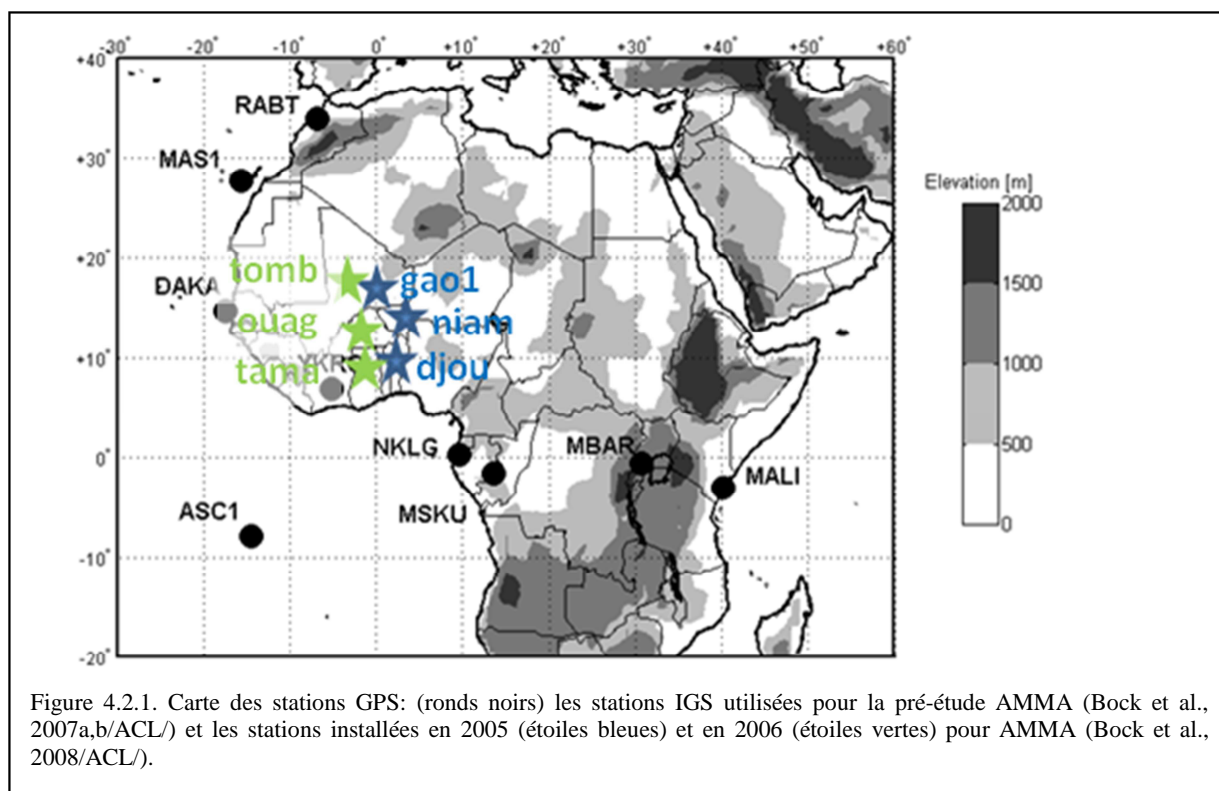 -30° -20° -10° 0° +10° +20° +30° +40° +50° +60°
+40°
RABT
MAS1
+30°
Elevation [m]
2000
+20°
tomb
gao1
DAKA
1500
ouag
niam
+10°
tama
djou
1000
500
NKLG
MBAR
0°
MALI
MSKU
0
ASC1
-10°
-20°
Figure 4.2.1. Carte des stations GPS: (ronds noirs) les stations IGS utilisées pour la pré-étude AMMA (Bock et al.,
2007a,b/ACL/) et les stations installées en 2005 (étoiles bleues) et en 2006 (étoiles vertes) pour AMMA (Bock et al.,
2008/ACL/).